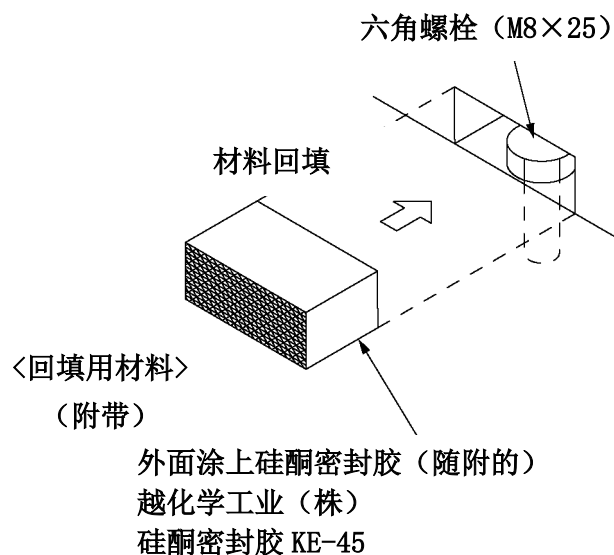 六角螺栓（M8×25）
材料回填
<回填用材料>
（附带）
外面涂上硅酮密封胶（随附的）
越化学工业（株）
硅酮密封胶 KE-45